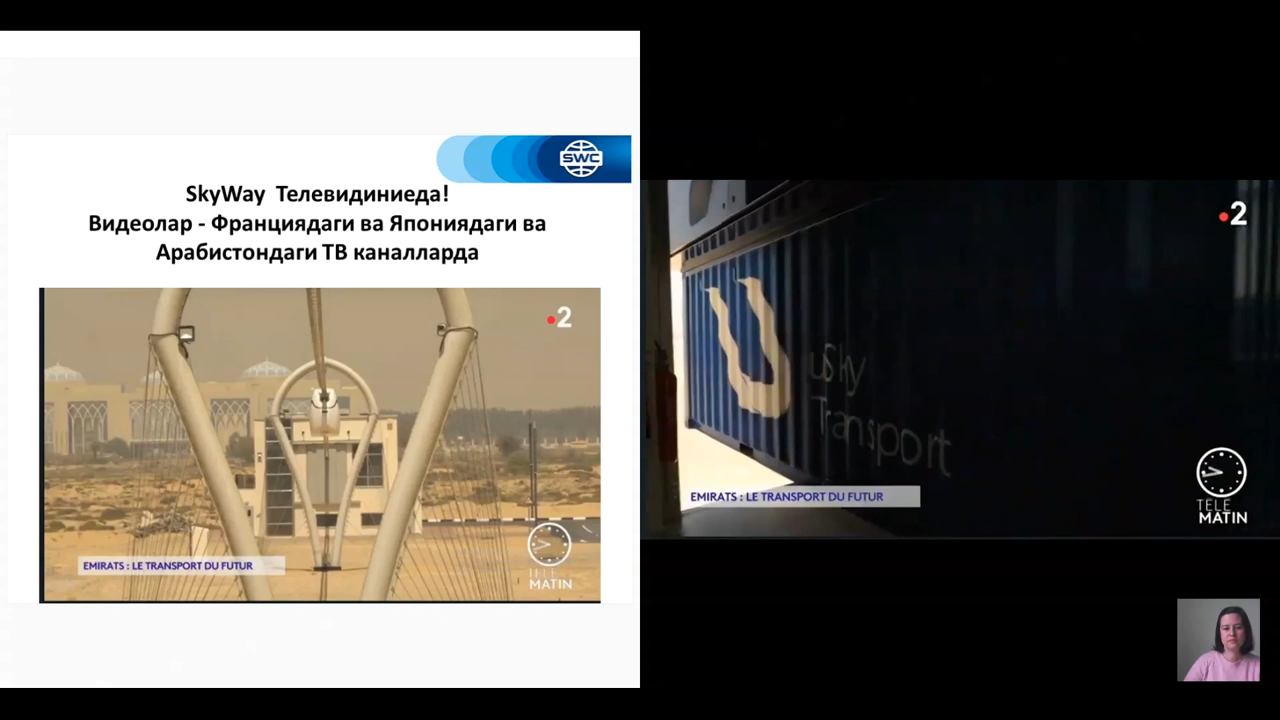 SWC
SkyWay Телевидиниеда!
Видеолар - Франциядаги ва Япониядаги ва
Арабистондаги ТВ каналларда
2
EMIRATS : LE TRANSPORT DU FUTUR
TELE
MATIN
2
uSky
Transport
EMIRATS : LE TRANSPORT DU FUTUR
TELE
MATIN